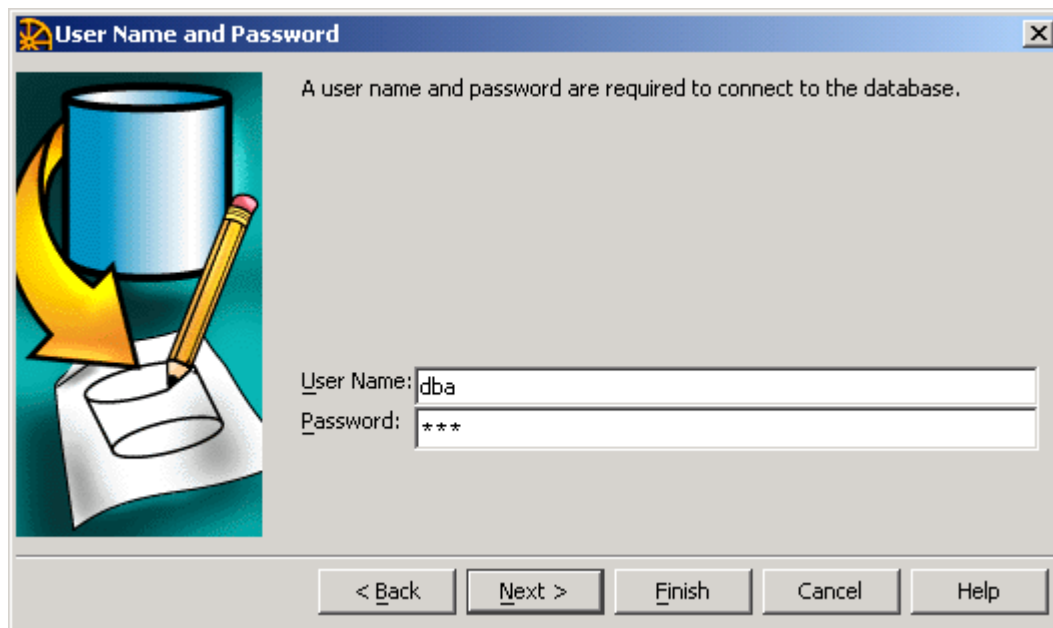 User Name and Password
A user name and password are required to connect to the database.
User Name: dba
Password: ***
< Back Next > Finish Cancel Help